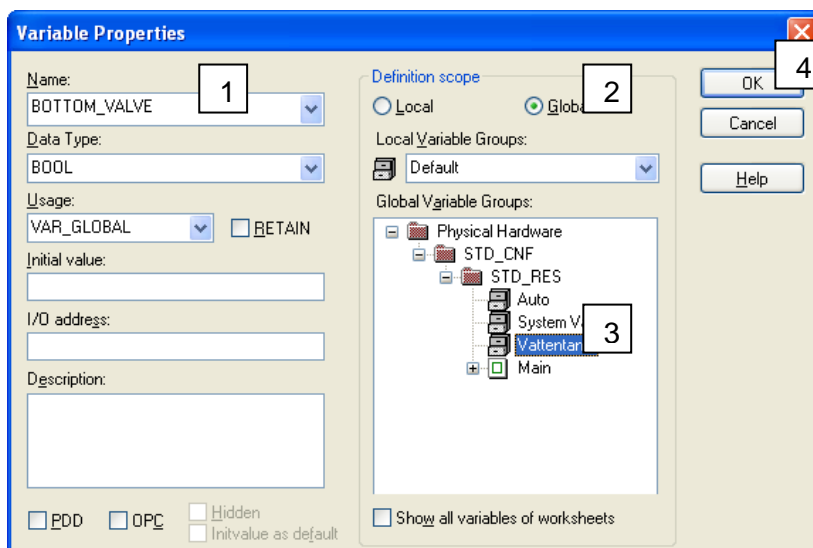 Variable Properties
Name:
1
BOTTOM_VALVE
Data Type:
BOOL
Usage:
VAR_GLOBAL
RETAIN
Initial value:
I/O address:
Description:
PDD
OPC
Hidden
Initvalue as default
Definition scope
2
Local
Local Variable Groups:
Default
Global Variable Groups:
Physical Hardware
STD_CNF
STD_RES
Auto
System
3
Main
Show all variables of worksheets
4
OK
Cancel
Help